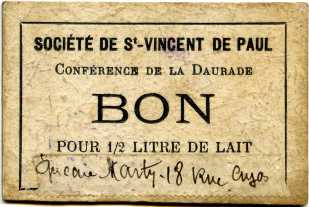 SOCIÉTÉ DE St-VINCENT DE PAUL
CONFÉRENCE DE LA DAURADE
BON
POUR 1/2 LITRE DE LAIT
Marty. 18 Rue